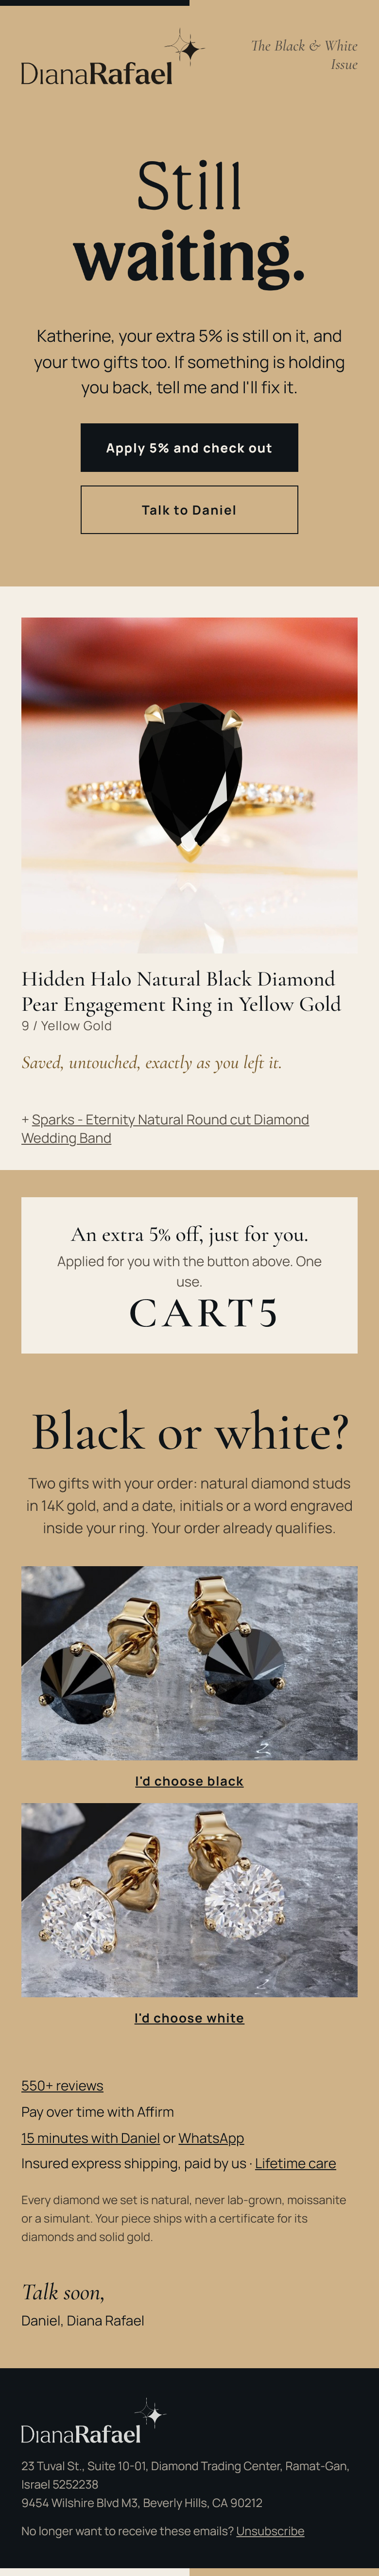 DianaRafael
The Black & White
Issue
Still
waiting.
Katherine, your extra 5% is still on it, and
your two gifts too. If something is holding
you back, tell me and I'll fix it.
Apply 5% and check out
Talk to Daniel
Hidden Halo Natural Black Diamond
Pear Engagement Ring in Yellow Gold
9 / Yellow Gold
Saved, untouched, exactly as you left it.
+ Sparks - Eternity Natural Round cut Diamond
Wedding Band
An extra 5% off, just for you.
Applied for you with the button above. One
use.
CART5
Black or white?
Two gifts with your order: natural diamond studs
in 14K gold, and a date, initials or a word engraved
inside your ring. Your order already qualifies.
I'd choose black
I'd choose white
550+ reviews
Pay over time with Affirm
15 minutes with Daniel or WhatsApp
Insured express shipping, paid by us · Lifetime care
Every diamond we set is natural, never lab-grown, moissanite
or a simulant. Your piece ships with a certificate for its
diamonds and solid gold.
Talk soon,
Daniel, Diana Rafael
DianaRafael
23 Tuval St., Suite 10-01, Diamond Trading Center, Ramat-Gan,
Israel 5252238
9454 Wilshire Blvd M3, Beverly Hills, CA 90212
No longer want to receive these emails? Unsubscribe